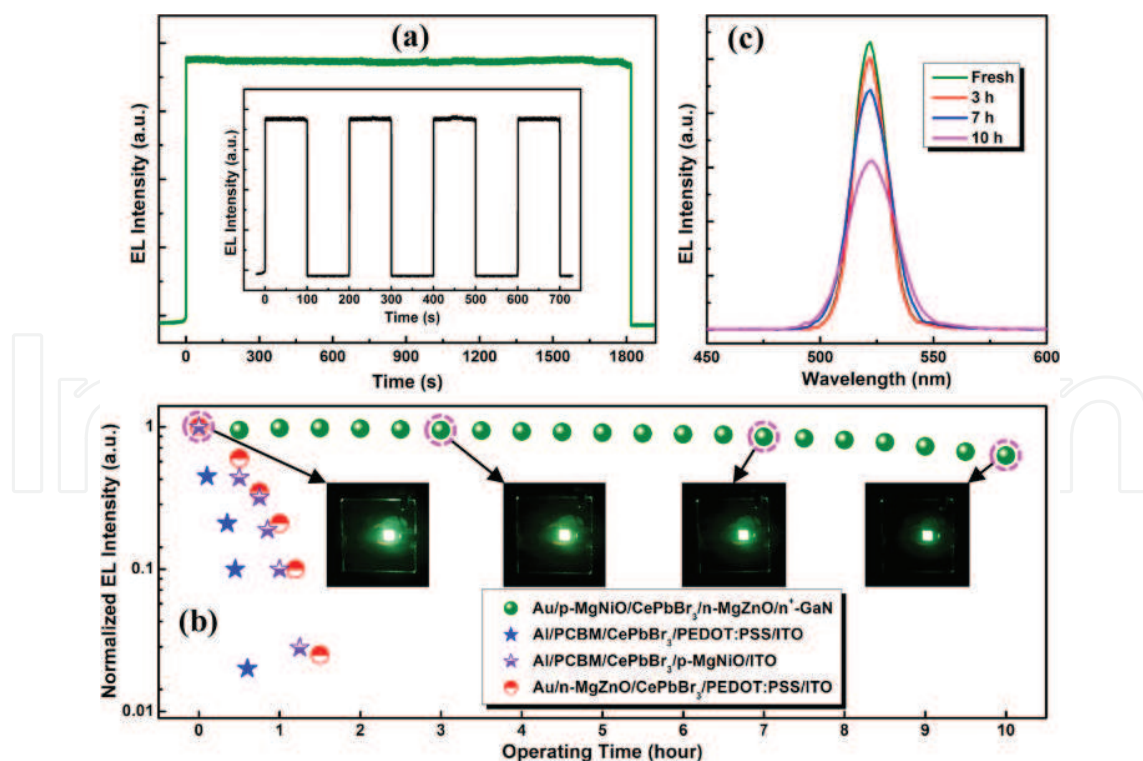 (a)
EL Intensity (a.u.)
EL Intensity (a.u.)
0 100 200 300 400 500 600 700
Time (s)
0 300 600 900 1200 1500 1800
Time (s)
(c)
Fresh
3 h
7 h
10 h
EL Intensity (a.u.)
450 500 550 600
Wavelength (nm)
(b)
Normalized EL Intensity (a.u.)
1
0.1
0.01
Au/p-MgNiO/CePbBr3/n-MgZnO/n+-GaN
Al/PCBM/CePbBr3/PEDOT:PSS/ITO
Al/PCBM/CePbBr3/p-MgNiO/ITO
Au/n-MgZnO/CePbBr3/PEDOT:PSS/ITO
0 1 2 3 4 5 6 7 8 9 10
Operating Time (hour)